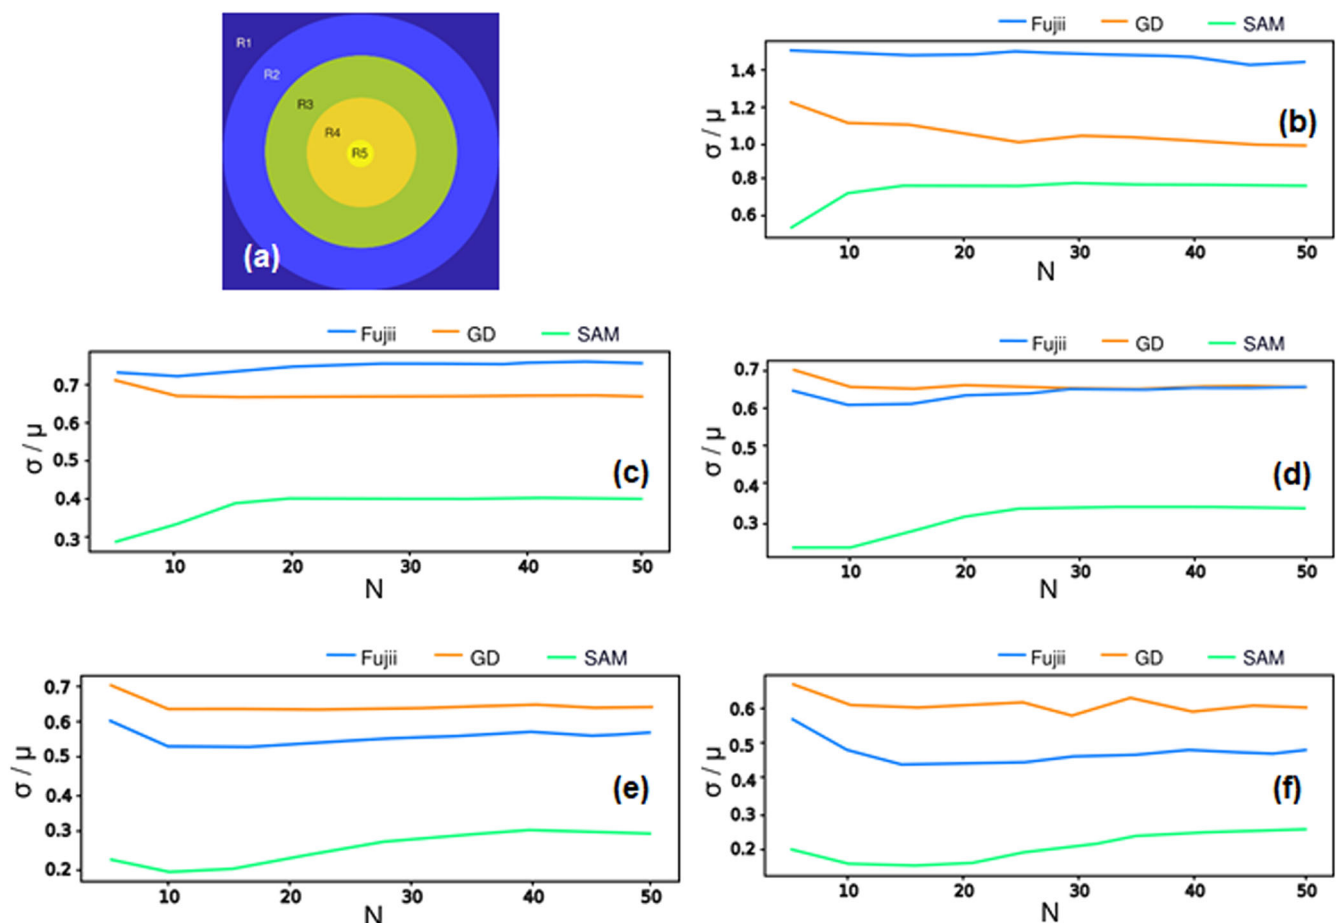 R1
R2
R3
R4
R5
(a)
Fujii GD SAM
1.4
1.2
1.0
0.8
0.6
σ / μ
(b)
10 20 30 40 50
N
Fujii GD SAM
0.7
0.6
0.5
0.4
0.3
σ / μ
(c)
10 20 30 40 50
N
Fujii GD SAM
0.7
0.6
0.5
0.4
0.3
σ / μ
(d)
10 20 30 40 50
N
Fujii GD SAM
0.7
0.6
0.5
0.4
0.3
0.2
σ / μ
(e)
10 20 30 40 50
N
Fujii GD SAM
0.6
0.5
0.4
0.3
0.2
σ / μ
(f)
10 20 30 40 50
N